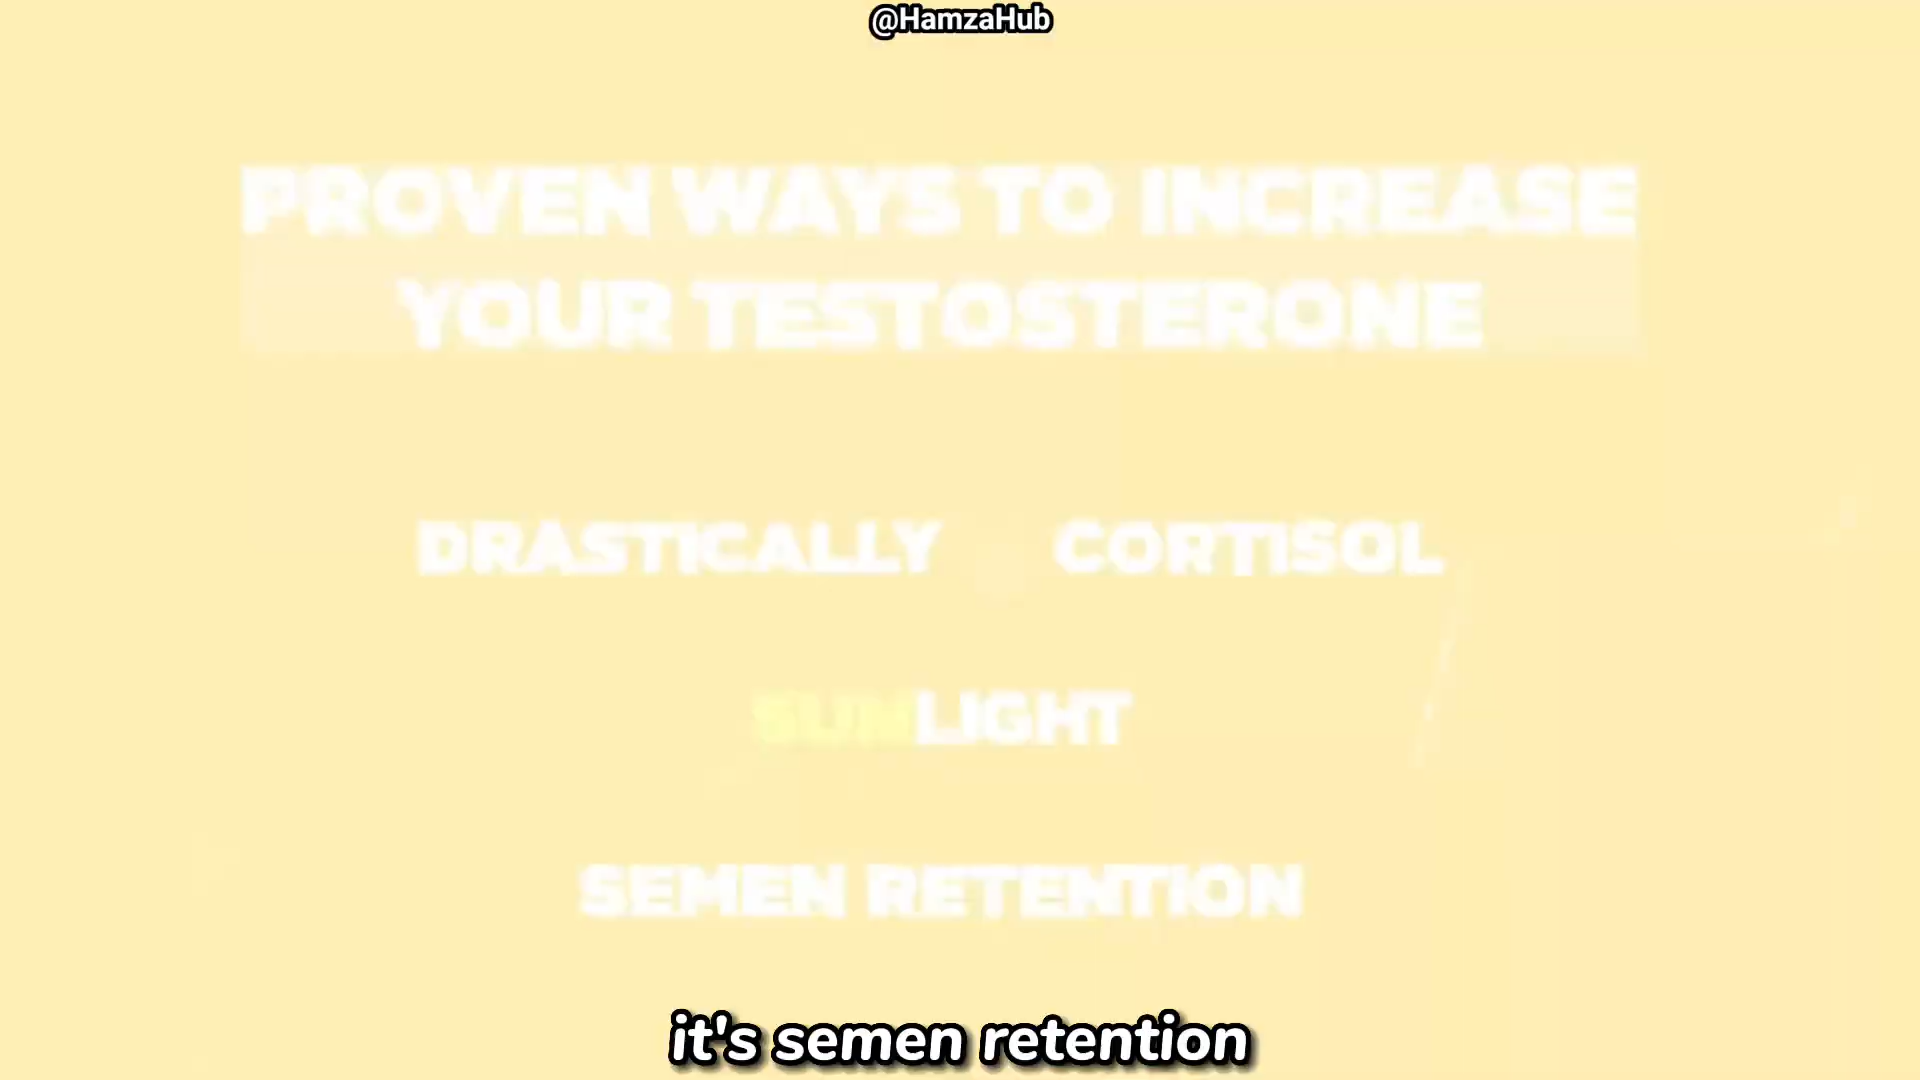 @HamzaHub
PROVEN WAYS TO INCREASE
YOUR TESTOSTERONE
DRASTICALLY CORTISOL
SUNLIGHT
SEMEN RETENTION
it's semen retention